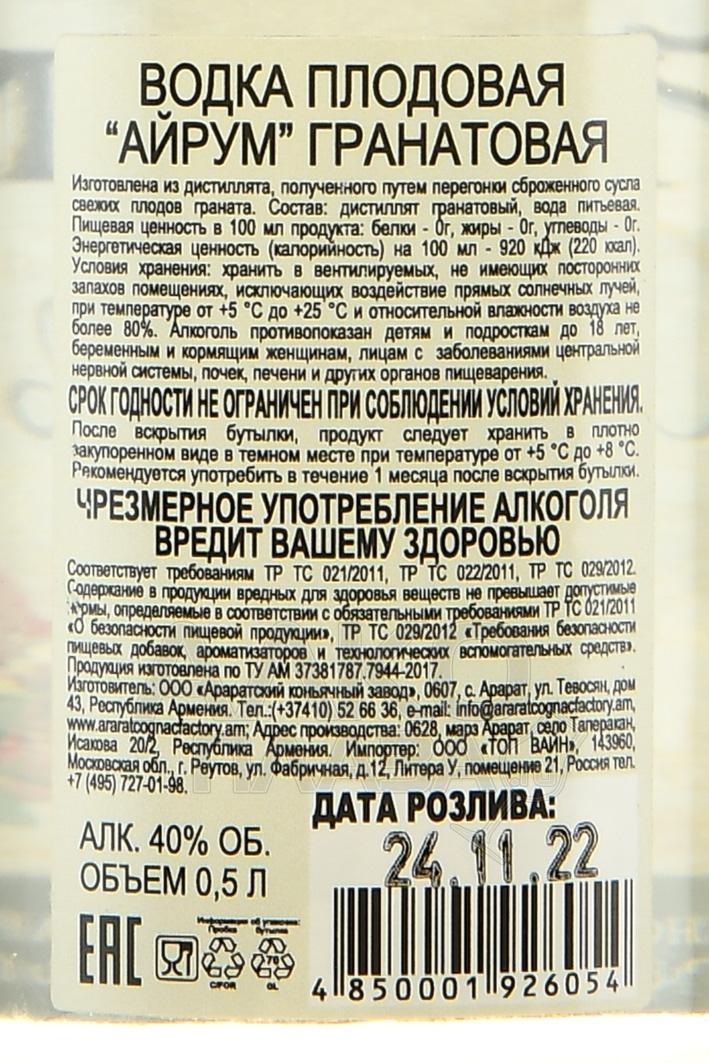 ВОДКА ПЛОДОВАЯ
“АЙРУМ” ГРАНАТОВАЯ
Изготовлена из дистиллята, полученного путем перегонки сброженного сусла
свежих плодов граната. Состав: дистиллят гранатовый, вода питьевая.
Пищевая ценность в 100 мл продукта: белки - 0г, жиры - 0г, углеводы - 0г.
Энергетическая ценность (калорийность) на 100 мл - 920 кДж (220 ккал).
Условия хранения: хранить в вентилируемых, не имеющих посторонних
запахов помещениях, исключающих воздействие прямых солнечных лучей,
при температуре от +5 °С до +25 °С и относительной влажности воздуха не
более 80%. Алкоголь противопоказан детям и подросткам до 18 лет,
беременным и кормящим женщинам, лицам с заболеваниями центральной
нервной системы, почек, печени и других органов пищеварения.
СРОК ГОДНОСТИ НЕ ОГРАНИЧЕН ПРИ СОБЛЮДЕНИИ УСЛОВИЙ ХРАНЕНИЯ.
После вскрытия бутылки, продукт следует хранить в плотно
закупоренном виде в темном месте при температуре от +5 °С до +8 °С.
Рекомендуется употребить в течение 1 месяца после вскрытия бутылки.
ЧРЕЗМЕРНОЕ УПОТРЕБЛЕНИЕ АЛКОГОЛЯ
ВРЕДИТ ВАШЕМУ ЗДОРОВЬЮ
Соответствует требованиям ТР ТС 021/2011, ТР ТС 022/2011, ТР ТС 029/2012.
Содержание в продукции вредных для здоровья веществ не превышает допустимые
нормы, определяемые в соответствии с обязательными требованиями ТР ТС 021/2011
«О безопасности пищевой продукции», ТР ТС 029/2012 «Требования безопасности
пищевых добавок, ароматизаторов и технологических вспомогательных средств».
Продукция изготовлена по ТУ АМ 37381787.7944-2017.
Изготовитель: ООО «Араратский коньячный завод», 0607, с. Арарат, ул. Тевосян, дом
43, Республика Армения. Тел.:(+37410) 52 66 36, e-mail: info@araratcognacfactory.am,
www.araratcognacfactory.am; Адрес производства: 0628, марз Арарат, село Таперакан,
Исакова 20/2, Республика Армения. Импортер: ООО «ТОП ВАЙН», 143960,
Московская обл., г. Реутов, ул. Фабричная, д.12, Литера У, помещение 21, Россия тел.
+7 (495) 727-01-98.
ДАТА РОЗЛИВА:
24.11.22
АЛК. 40% ОБ.
ОБЪЕМ 0,5 Л
EAC
Информация об упаковке:
Пробка бутылка
C/FOR
70
GL
4 850001 926054